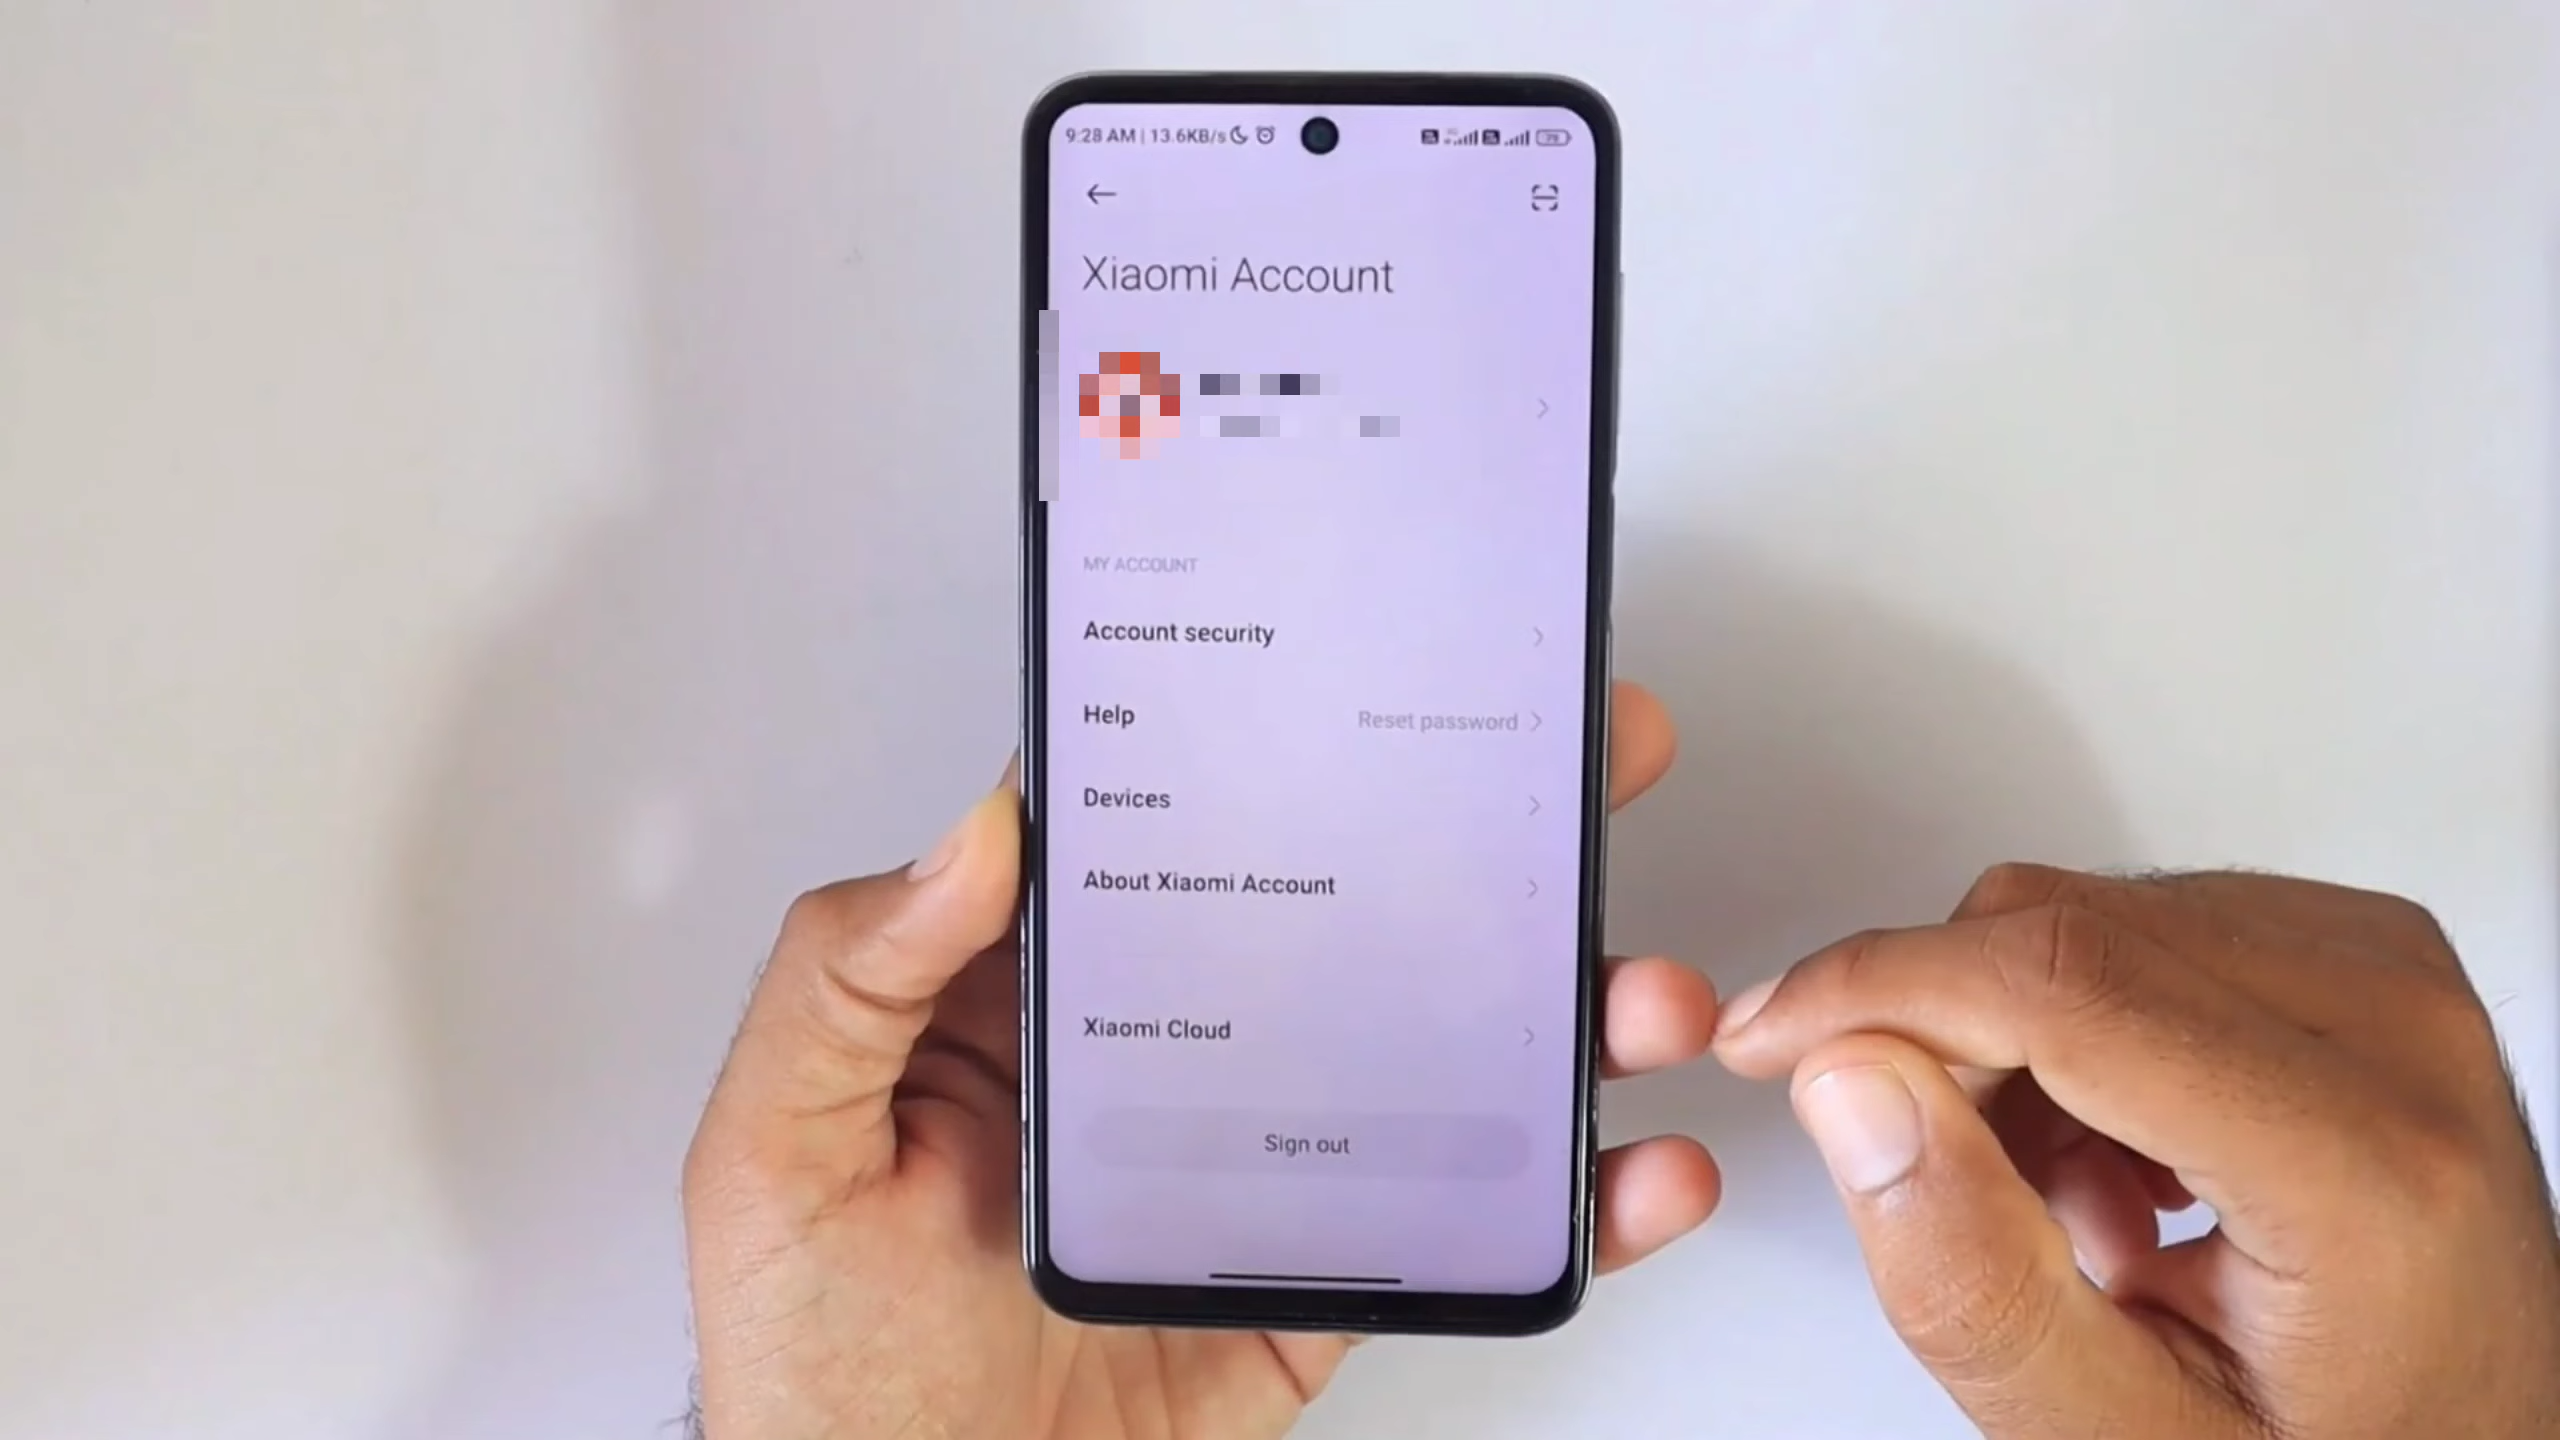 9:28 AM | 13.6KB/s
Xiaomi Account
MY ACCOUNT
Account security
Help Reset password
Devices
About Xiaomi Account
Xiaomi Cloud
Sign out